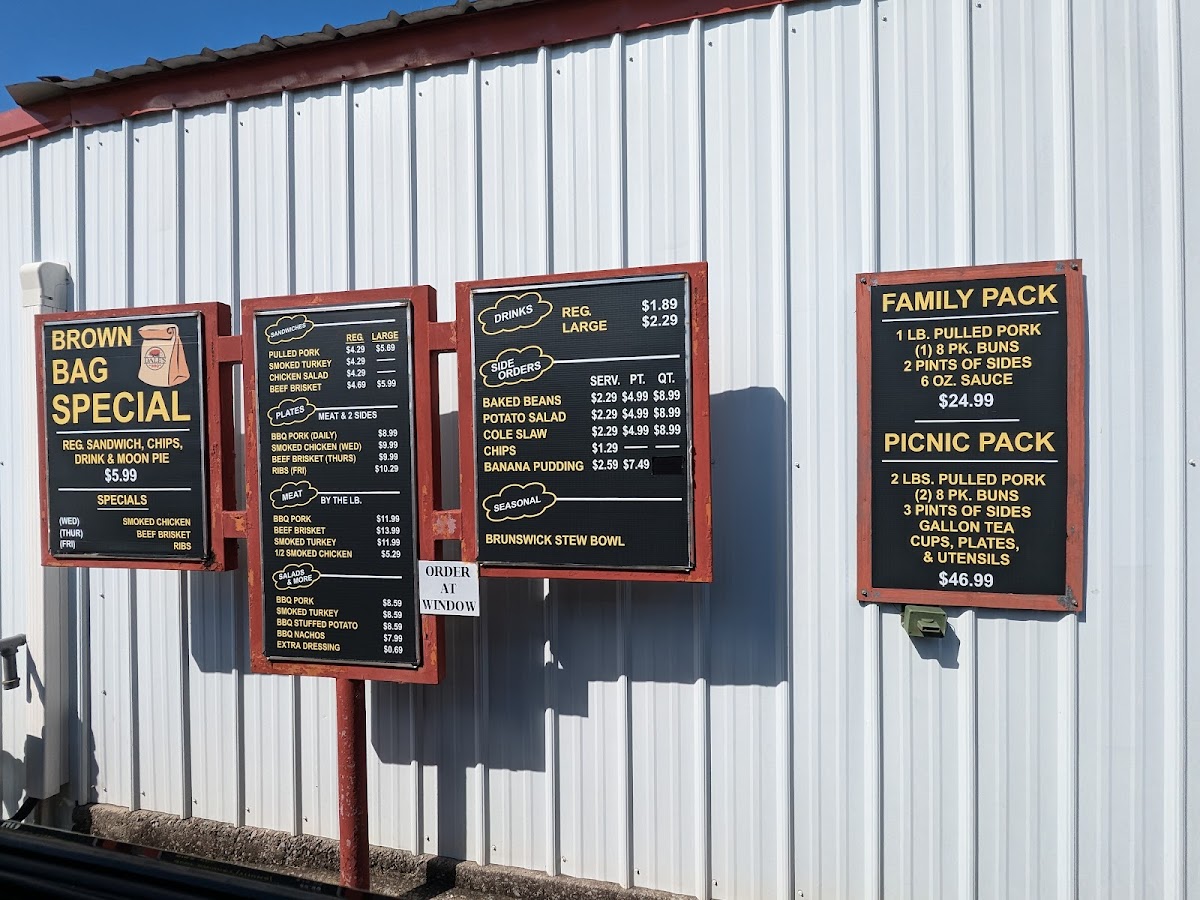 BROWN
BAG
SPECIAL
DALE'S
REG. SANDWICH, CHIPS,
DRINK & MOON PIE
$5.99
SPECIALS
(WED) SMOKED CHICKEN
(THUR) BEEF BRISKET
(FRI) RIBS
SANDWICHES
REG. LARGE
PULLED PORK $4.29 $5.69
SMOKED TURKEY $4.29 —
CHICKEN SALAD $4.29 —
BEEF BRISKET $4.69 $5.99
PLATES MEAT & 2 SIDES
BBQ PORK (DAILY) $8.99
SMOKED CHICKEN (WED) $9.99
BEEF BRISKET (THURS) $9.99
RIBS (FRI) $10.29
MEAT BY THE LB.
BBQ PORK $11.99
BEEF BRISKET $13.99
SMOKED TURKEY $11.99
1/2 SMOKED CHICKEN $5.29
SALADS
& MORE
BBQ PORK $8.59
SMOKED TURKEY $8.59
BBQ STUFFED POTATO $8.59
BBQ NACHOS $7.99
EXTRA DRESSING $0.69
ORDER
AT
WINDOW
DRINKS REG. $1.89
LARGE $2.29
SIDE
ORDERS
SERV. PT. QT.
BAKED BEANS $2.29 $4.99 $8.99
POTATO SALAD $2.29 $4.99 $8.99
COLE SLAW $2.29 $4.99 $8.99
CHIPS $1.29 — —
BANANA PUDDING $2.59 $7.49
SEASONAL
BRUNSWICK STEW BOWL
FAMILY PACK
1 LB. PULLED PORK
(1) 8 PK. BUNS
2 PINTS OF SIDES
6 OZ. SAUCE
$24.99
PICNIC PACK
2 LBS. PULLED PORK
(2) 8 PK. BUNS
3 PINTS OF SIDES
GALLON TEA
CUPS, PLATES,
& UTENSILS
$46.99